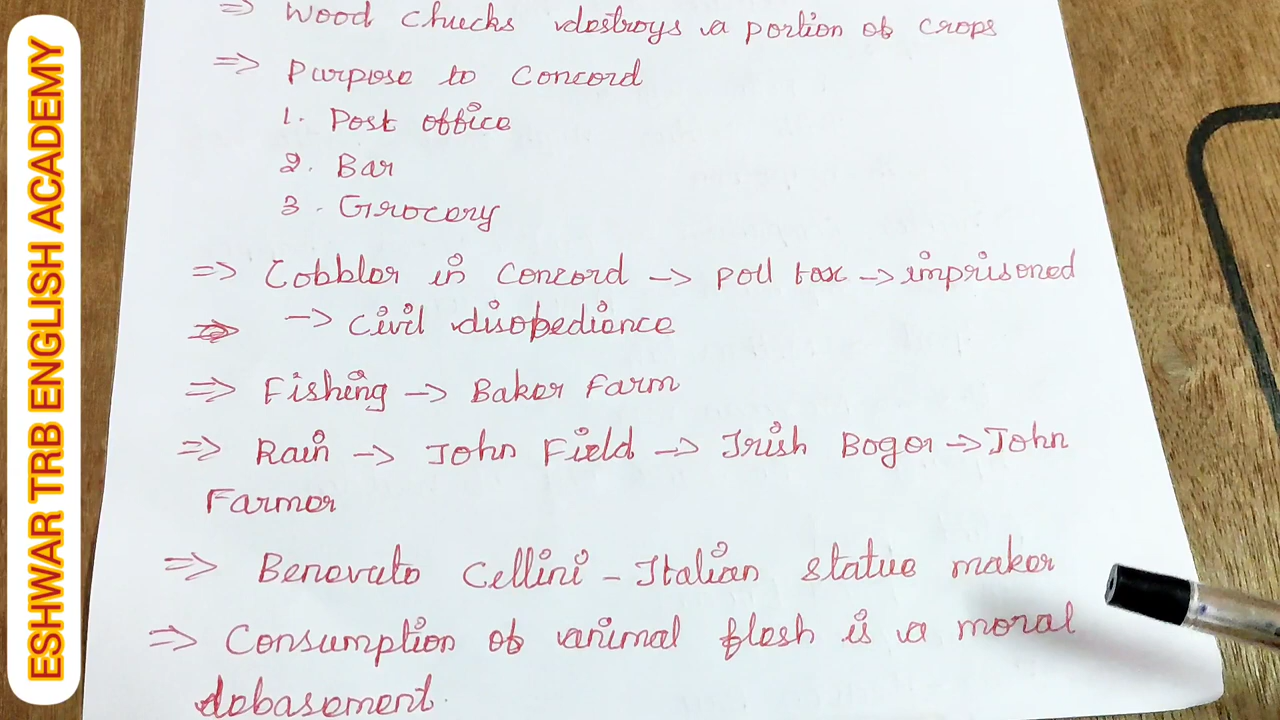 ESHWAR TRB ENGLISH ACADEMY
=> Wood Chucks destroys a portion of crops
=> Purpose to Concord
1. Post office
2. Bar
3. Grocery
=> Cobbler in Concord -> poll tax -> imprisoned
-> Civil disobedience
=> Fishing -> Baker Farm
=> Rain -> John Field -> Irish Boger -> John
Farmer
=> Benevuto Cellini - Italian statue maker
=> Consumption of animal flesh is a moral
debasement.